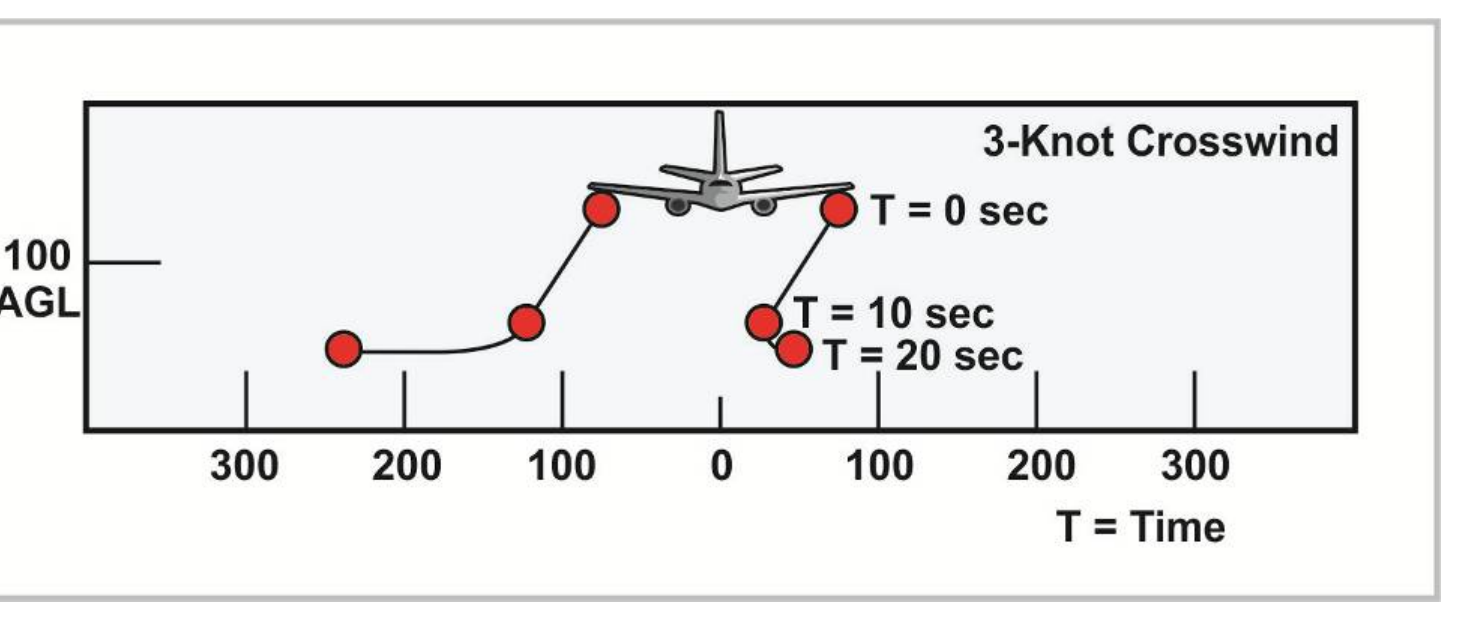 3-Knot Crosswind
T = 0 sec
100
AGL
T = 10 sec
T = 20 sec
300 200 100 0 100 200 300
T = Time